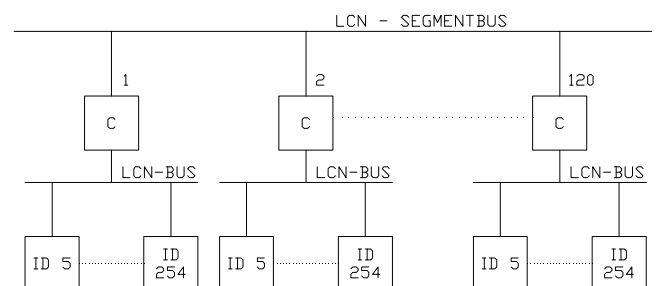 LCN - SEGMENTBUS
1
2
120
C
C
C
LCN-BUS
LCN-BUS
LCN-BUS
ID 5
ID
254
ID 5
ID
254
ID 5
ID
254